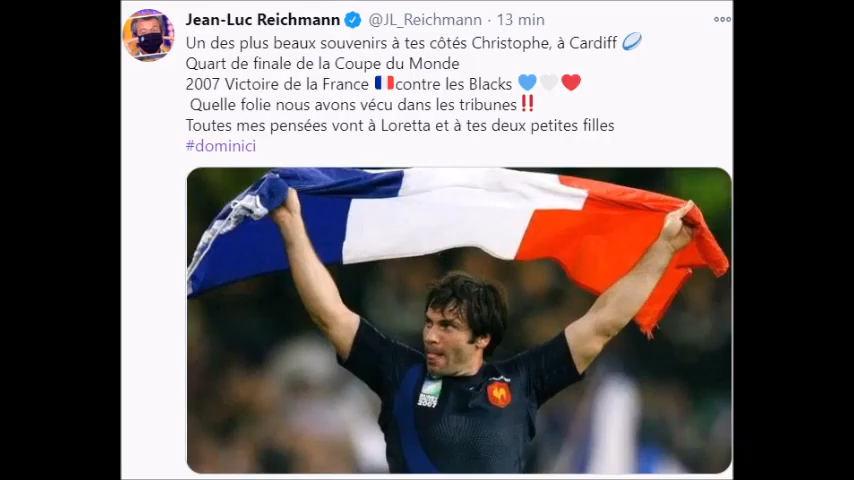 Jean-Luc Reichmann @JL_Reichmann · 13 min
Un des plus beaux souvenirs à tes côtés Christophe, à Cardiff 🏉
Quart de finale de la Coupe du Monde
2007 Victoire de la France 🇫🇷contre les Blacks 💙🤍❤️
Quelle folie nous avons vécu dans les tribunes‼️
Toutes mes pensées vont à Loretta et à tes deux petites filles
#dominici
2007